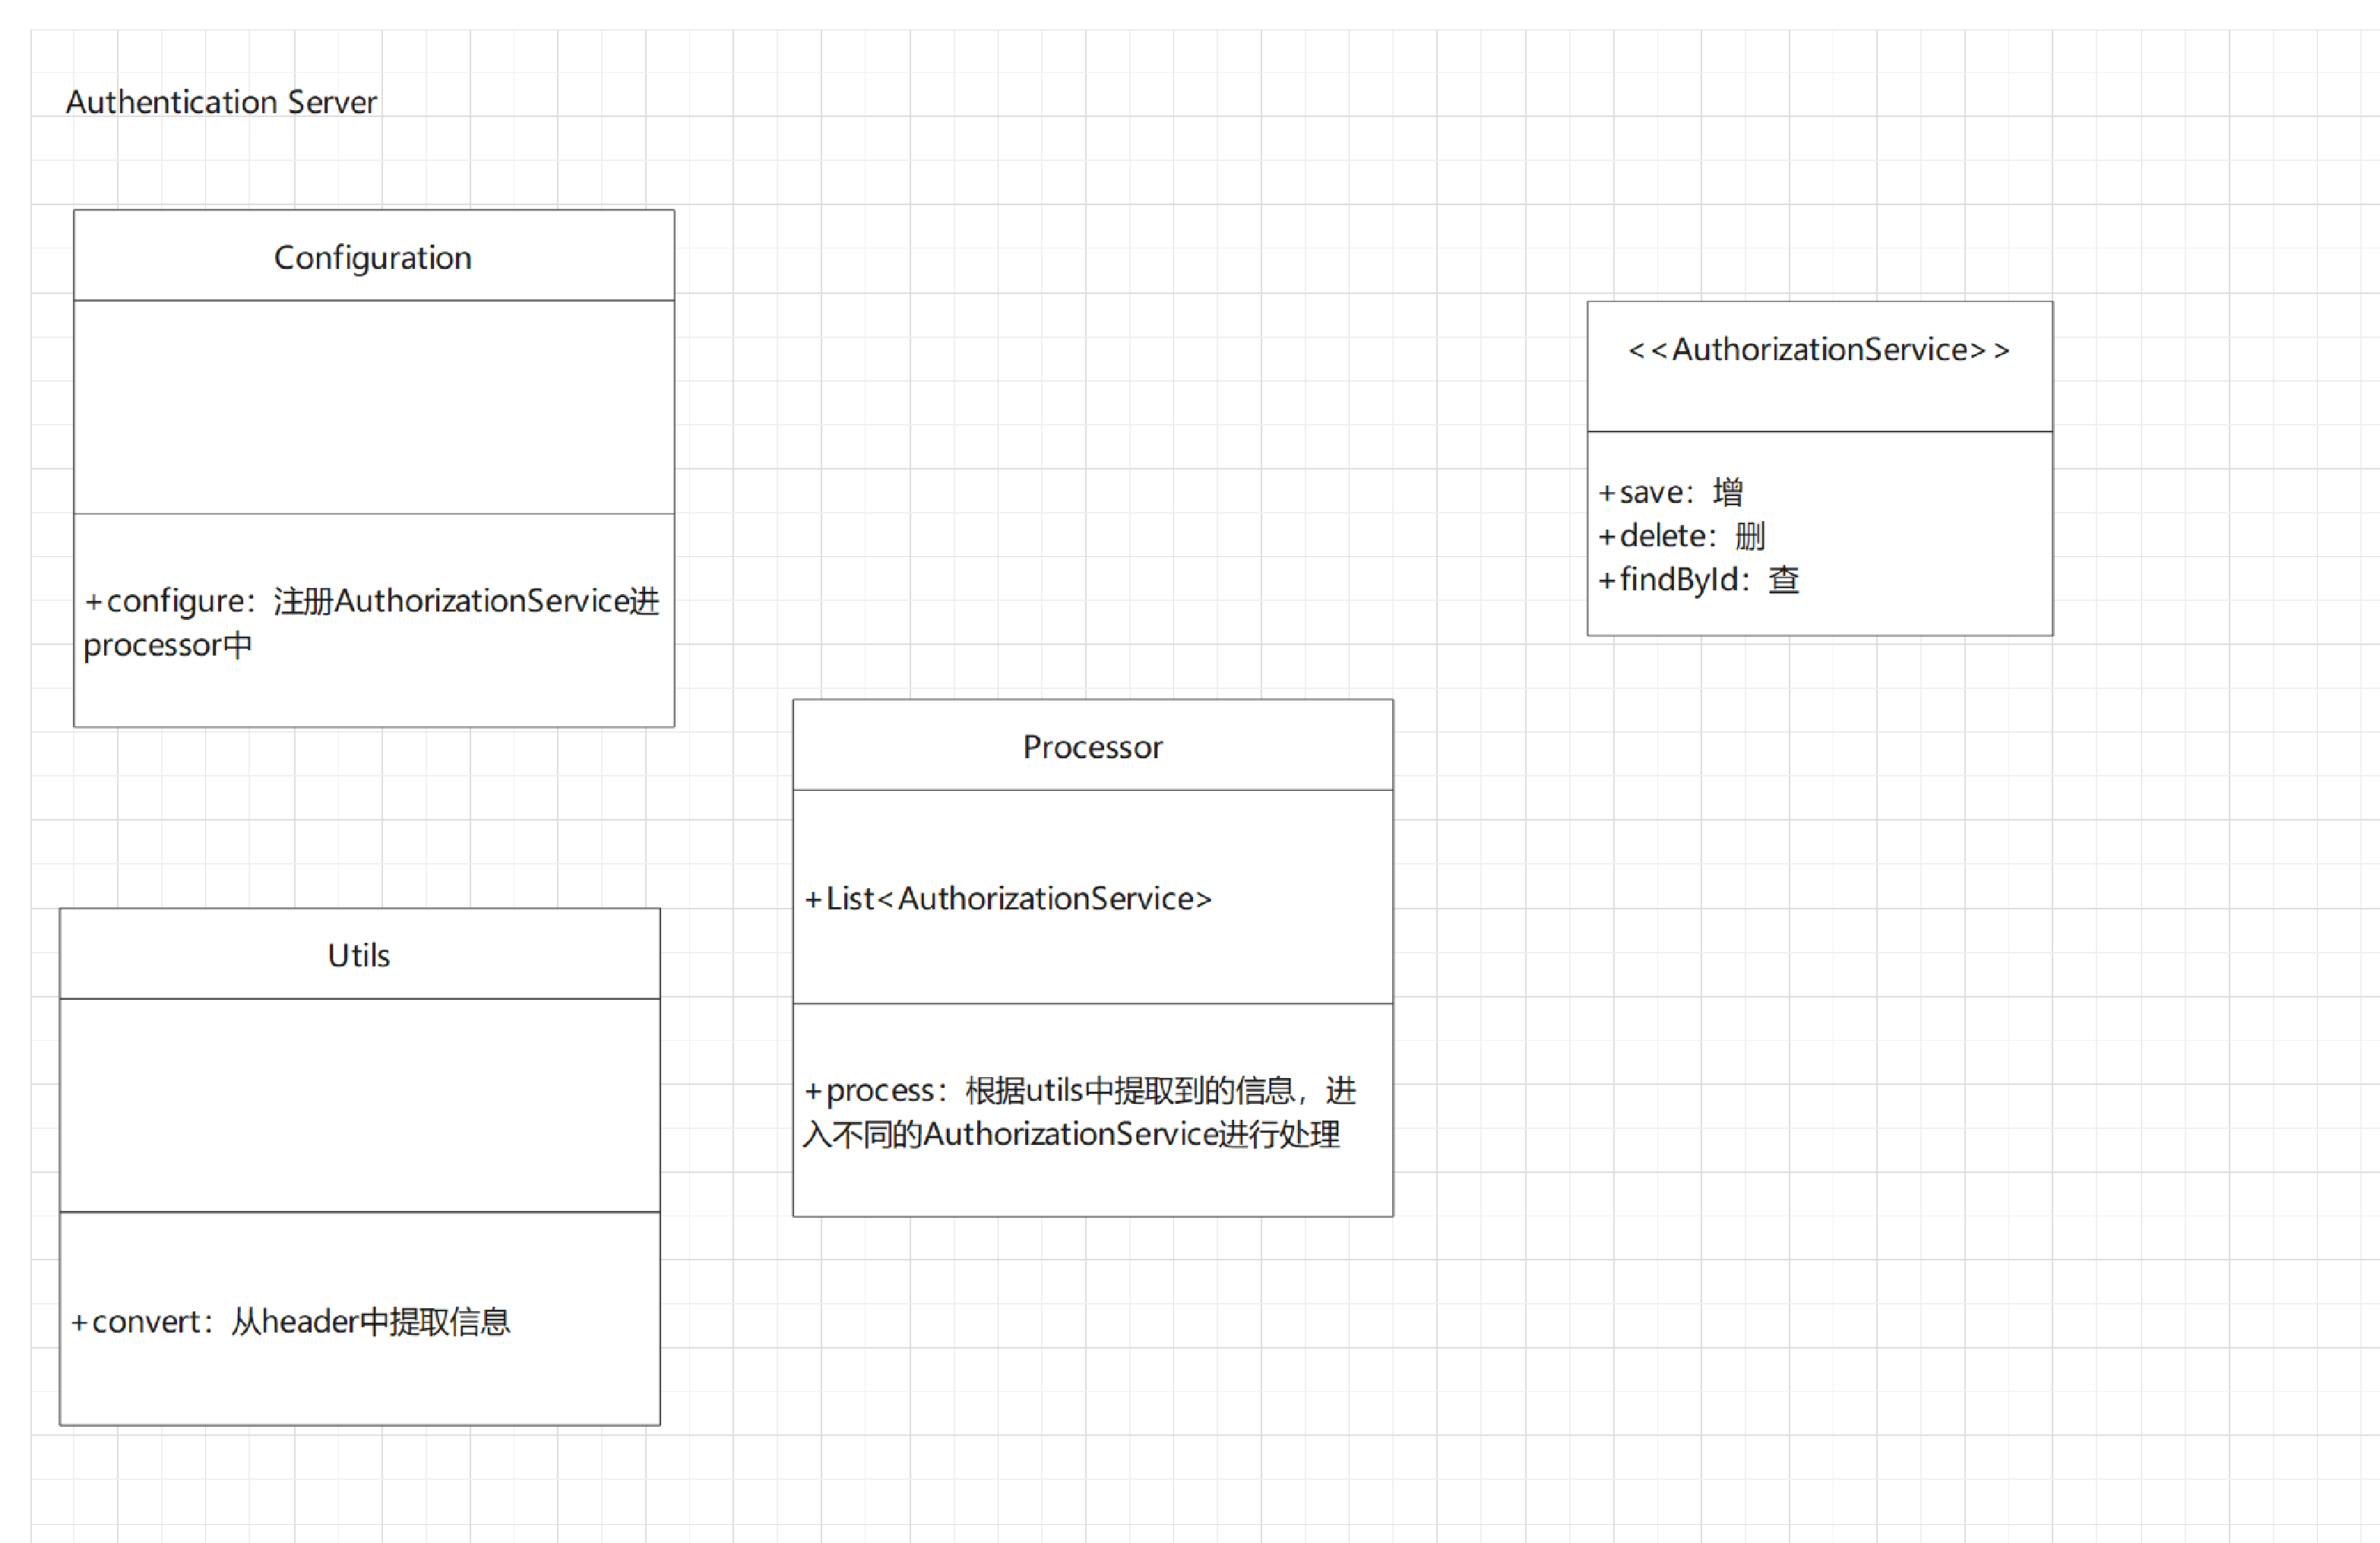 Authentication Server
Configuration
+configure：注册AuthorizationService进
processor中
<<AuthorizationService>>
+save：增
+delete：删
+findById：查
Processor
+List<AuthorizationService>
+process：根据utils中提取到的信息，进
入不同的AuthorizationService进行处理
Utils
+convert：从header中提取信息